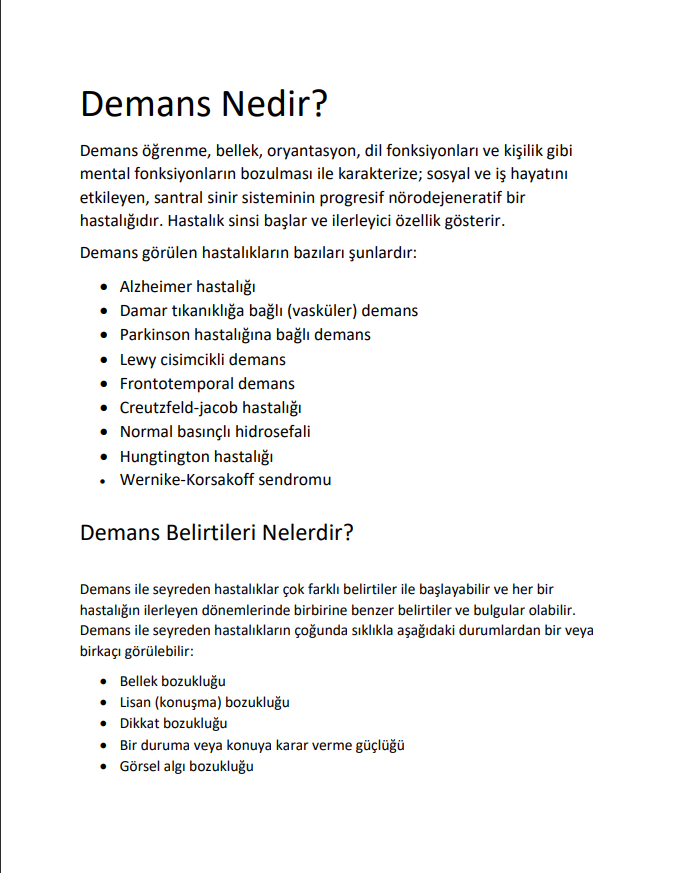 Demans Nedir?
Demans öğrenme, bellek, oryantasyon, dil fonksiyonları ve kişilik gibi
mental fonksiyonların bozulması ile karakterize; sosyal ve iş hayatını
etkileyen, santral sinir sisteminin progresif nörodejeneratif bir
hastalığıdır. Hastalık sinsi başlar ve ilerleyici özellik gösterir.
Demans görülen hastalıkların bazıları şunlardır:
• Alzheimer hastalığı
• Damar tıkanıklığa bağlı (vasküler) demans
• Parkinson hastalığına bağlı demans
• Lewy cisimcikli demans
• Frontotemporal demans
• Creutzfeld-jacob hastalığı
• Normal basınçlı hidrosefali
• Hungtington hastalığı
• Wernike-Korsakoff sendromu
Demans Belirtileri Nelerdir?
Demans ile seyreden hastalıklar çok farklı belirtiler ile başlayabilir ve her bir
hastalığın ilerleyen dönemlerinde birbirine benzer belirtiler ve bulgular olabilir.
Demans ile seyreden hastalıkların çoğunda sıklıkla aşağıdaki durumlardan bir veya
birkaçı görülebilir:
• Bellek bozukluğu
• Lisan (konuşma) bozukluğu
• Dikkat bozukluğu
• Bir duruma veya konuya karar verme güçlüğü
• Görsel algı bozukluğu